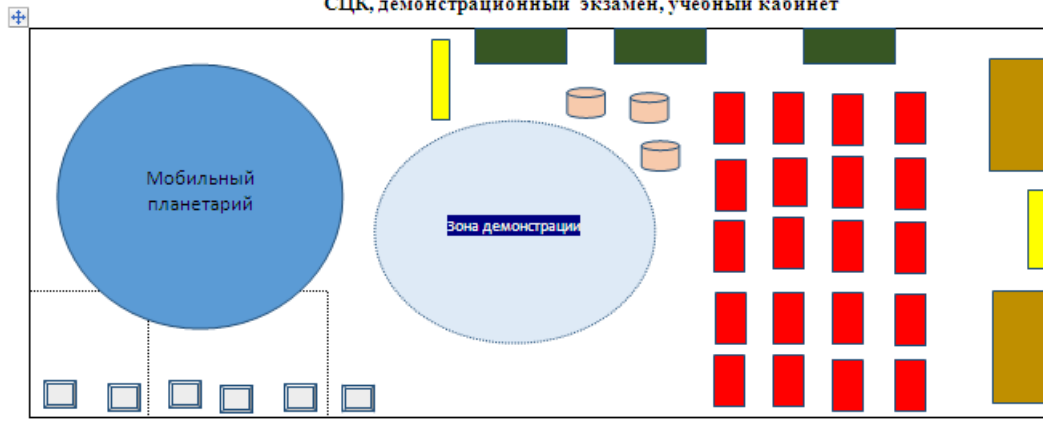 СЦК, демонстрационный экзамен, учебный кабинет
Мобильный
планетарий
Зона демонстрации